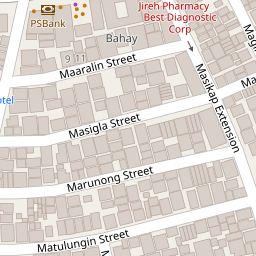 Jireh Pharmacy
Best Diagnostic
Corp
PSBank
Bahay
9 11
Maaralin Street
Masikap Extension
Masigla Street
Marunong Street
Matulungin Street